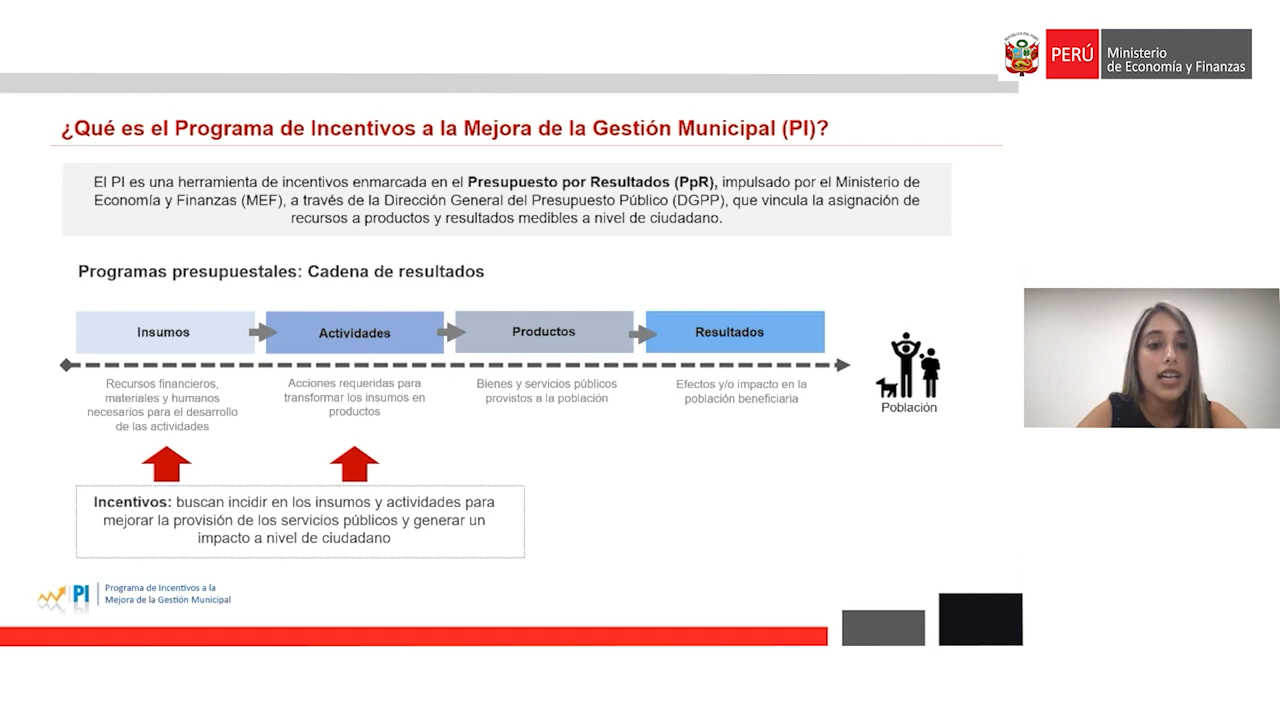 REPÚBLICA DEL PERÚ
PERÚ
Ministerio
de Economía y Finanzas
¿Qué es el Programa de Incentivos a la Mejora de la Gestión Municipal (PI)?
El PI es una herramienta de incentivos enmarcada en el Presupuesto por Resultados (PpR), impulsado por el Ministerio de
Economía y Finanzas (MEF), a través de la Dirección General del Presupuesto Público (DGPP), que vincula la asignación de
recursos a productos y resultados medibles a nivel de ciudadano.
Programas presupuestales: Cadena de resultados
Insumos
Actividades
Productos
Resultados
Recursos financieros,
materiales y humanos
necesarios para el desarrollo
de las actividades
Acciones requeridas para
transformar los insumos en
productos
Bienes y servicios públicos
provistos a la población
Efectos y/o impacto en la
población beneficiaria
Población
Incentivos: buscan incidir en los insumos y actividades para
mejorar la provisión de los servicios públicos y generar un
impacto a nivel de ciudadano
PI
Programa de Incentivos a la
Mejora de la Gestión Municipal